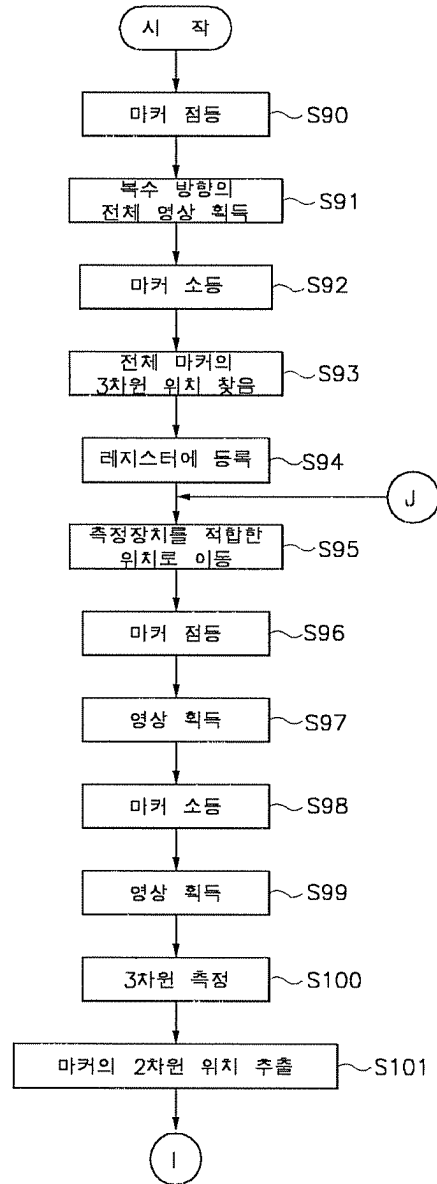 시 작
마커 점등
S90
복수 방향의
전체 영상 획득
S91
마커 소등
S92
전체 마커의
3차원 위치 찾음
S93
레지스터에 등록
S94
J
측정장치를 적합한
위치로 이동
S95
마커 점등
S96
영상 획득
S97
마커 소등
S98
영상 획득
S99
3차원 측정
S100
마커의 2차원 위치 추출
S101
I